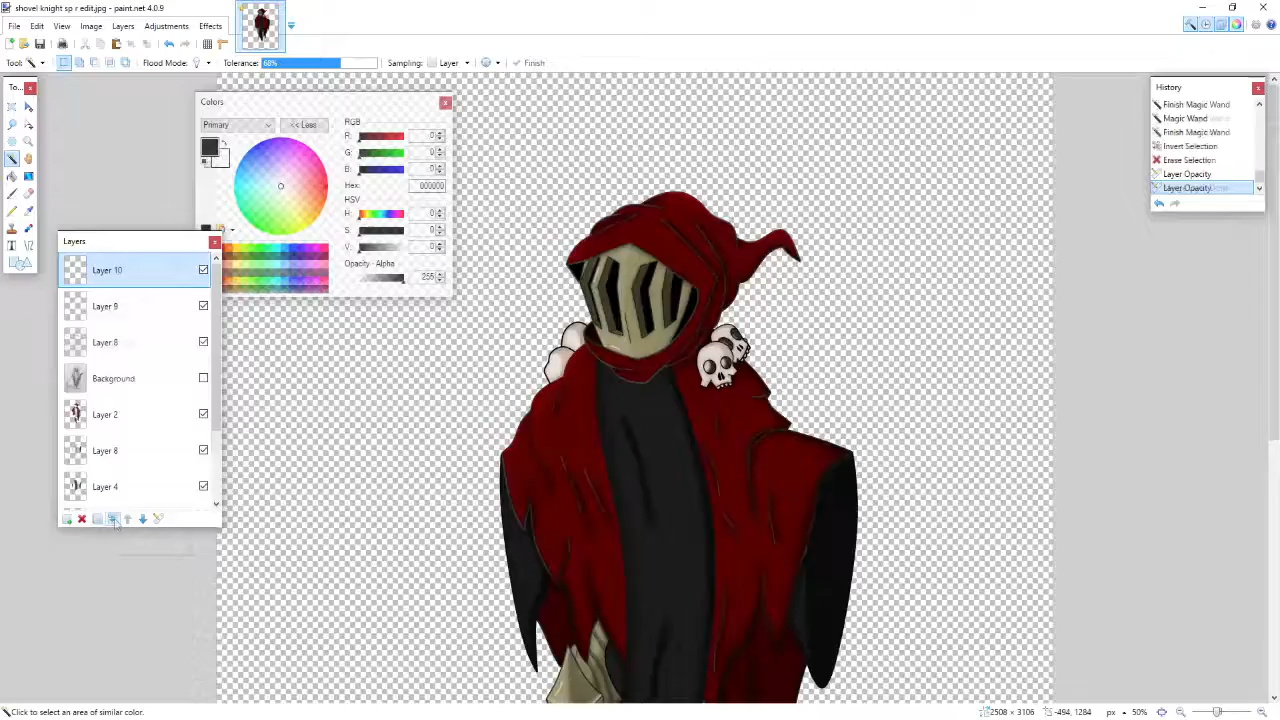 shovel knight sp r edit.jpg - paint.net 4.0.9
File Edit View Image Layers Adjustments Effects
Tool: Flood Mode: Tolerance: 68% Sampling: Layer Finish
To...
Colors
Primary
<< Less
RGB
R: 0
G: 0
B: 0
Hex: 000000
HSV
H: 0
S: 0
V: 0
Opacity - Alpha
255
Layers
Layer 10
Layer 9
Layer 8
Background
Layer 2
Layer 8
Layer 4
History
Finish Magic Wand
Magic Wand
Finish Magic Wand
Invert Selection
Erase Selection
Layer Opacity
Layer Opacity
Click to select an area of similar color.
2508 × 3106 -494, 1284 px 50%